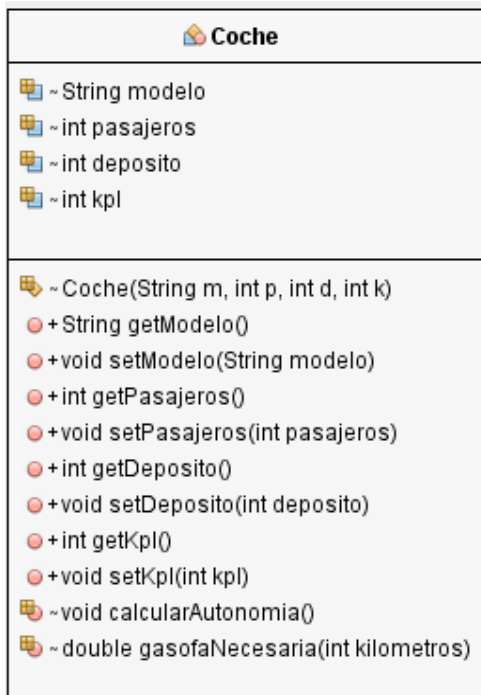 Coche
~String modelo
~int pasajeros
~int deposito
~int kpl
~Coche(String m, int p, int d, int k)
+String getModelo()
+void setModelo(String modelo)
+int getPasajeros()
+void setPasajeros(int pasajeros)
+int getDeposito()
+void setDeposito(int deposito)
+int getKpl()
+void setKpl(int kpl)
~void calcularAutonomia()
~double gasofaNecesaria(int kilometros)